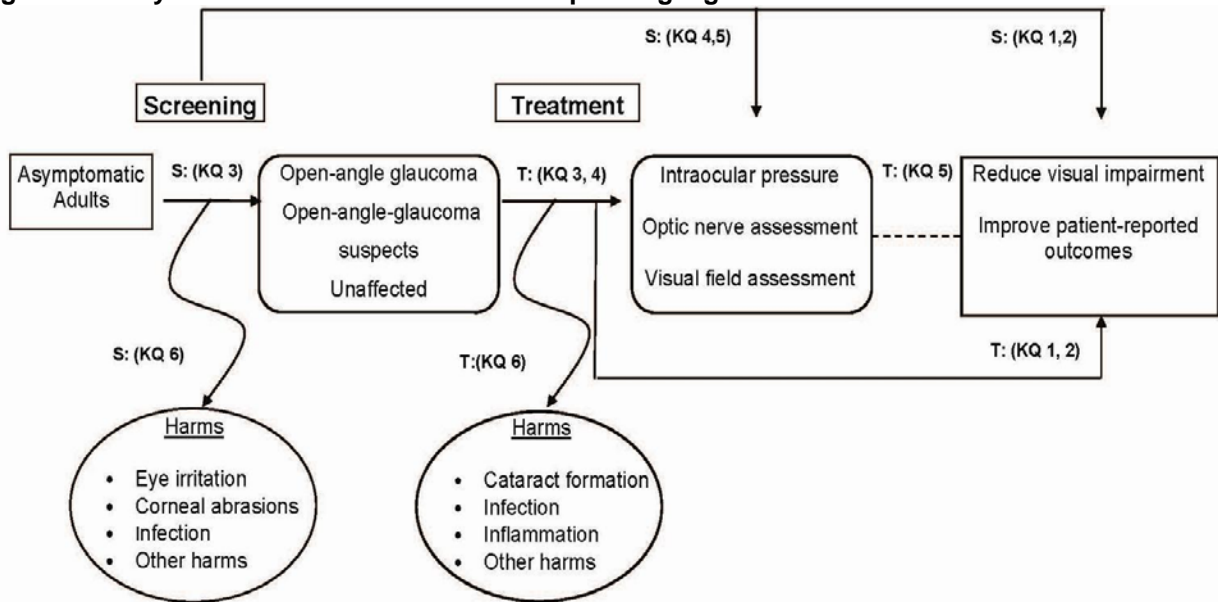 S: (KQ 4,5)
S: (KQ 1,2)
Screening
Treatment
Asymptomatic
Adults
S: (KQ 3)
Open-angle glaucoma
Open-angle-glaucoma
suspects
Unaffected
T: (KQ 3, 4)
Intraocular pressure
Optic nerve assessment
Visual field assessment
T: (KQ 5)
Reduce visual impairment
Improve patient-reported
outcomes
S: (KQ 6)
T:(KQ 6)
T: (KQ 1, 2)
Harms
• Eye irritation
• Corneal abrasions
• Infection
• Other harms
Harms
• Cataract formation
• Infection
• Inflammation
• Other harms